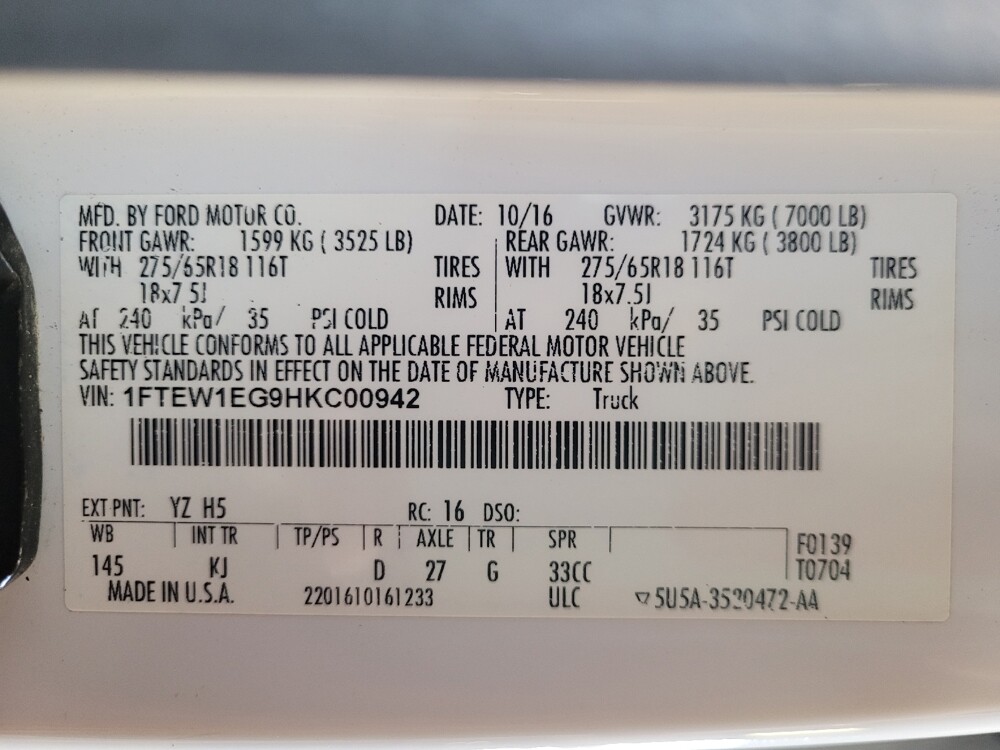 MFD. BY FORD MOTOR CO. DATE: 10/16 GVWR: 3175 KG ( 7000 LB)
FRONT GAWR: 1599 KG ( 3525 LB) REAR GAWR: 1724 KG ( 3800 LB)
WITH 275/65R18 116T TIRES WITH 275/65R18 116T TIRES
18x7.5J RIMS 18x7.5J RIMS
AT 240 kPa/ 35 PSI COLD AT 240 kPa/ 35 PSI COLD
THIS VEHICLE CONFORMS TO ALL APPLICABLE FEDERAL MOTOR VEHICLE
SAFETY STANDARDS IN EFFECT ON THE DATE OF MANUFACTURE SHOWN ABOVE.
VIN: 1FTEW1EG9HKC00942 TYPE: Truck
EXT PNT: YZ H5 RC: 16 DSO:
WB INT TR TP/PS R AXLE TR SPR F0139
145 KJ D 27 G 33CC T0704
MADE IN U.S.A. 2201610161233 ULC ▽5U5A-3520472-AA